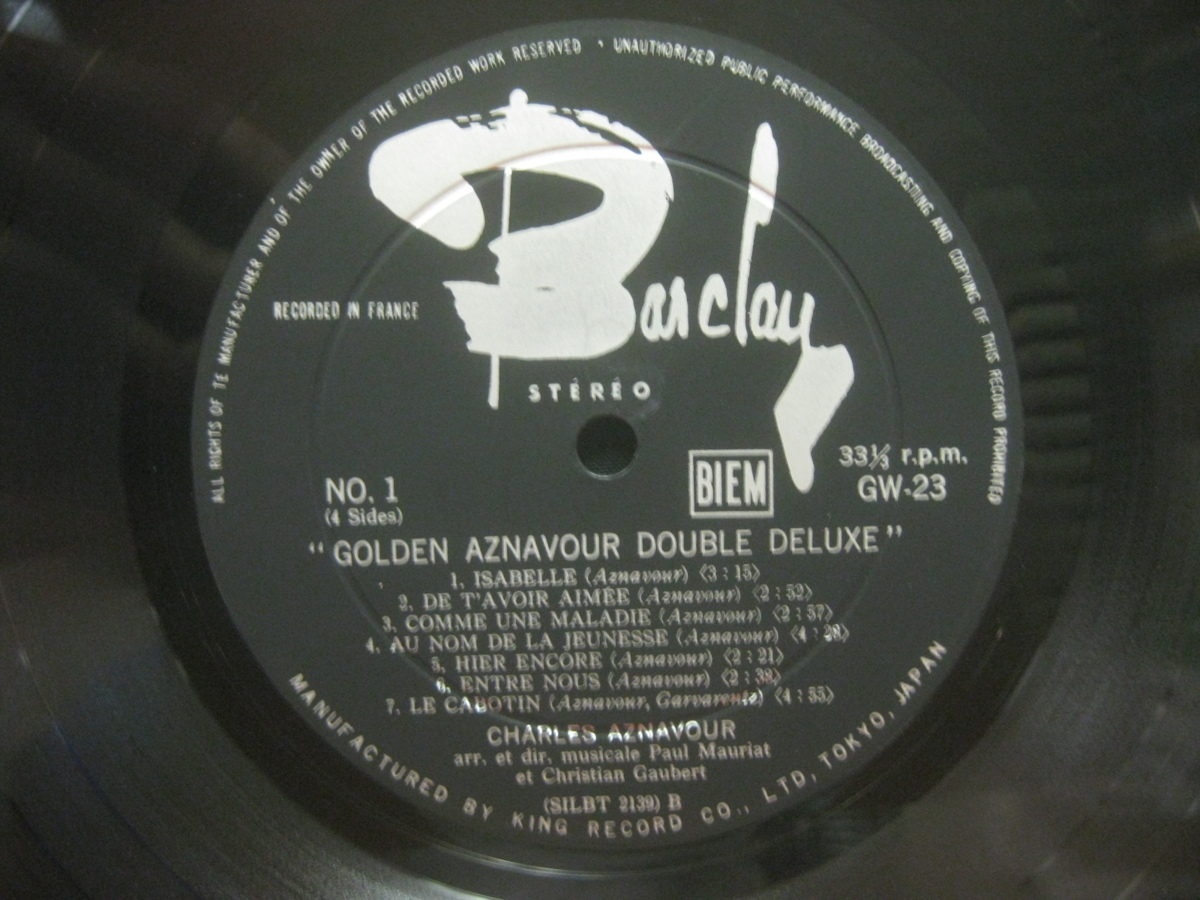 ALL RIGHTS OF TE MANUFACTURER AND OF THE OWNER OF THE RECORDED WORK RESERVED · UNAUTHORIZED PUBLIC PERFORMANCE BROADCASTING AND COPYING OF THIS RECORD PROHIBITED
Barclay
RECORDED IN FRANCE
STÉRÉO
BIEM
33⅓ r.p.m.
GW-23
NO. 1
(4 Sides)
“GOLDEN AZNAVOUR DOUBLE DELUXE”
1. ISABELLE (Aznavour) 〈3:15〉
2. DE T'AVOIR AIMÉE (Aznavour) 〈2:52〉
3. COMME UNE MALADIE (Aznavour) 〈2:57〉
4. AU NOM DE LA JEUNESSE (Aznavour)
5. HIER ENCORE (Aznavour) 〈2:21〉
6. ENTRE NOUS (Aznavour)
7. LE CABOTIN (Aznavour, Garvarentz) 〈4:55〉
CHARLES AZNAVOUR
arr. et dir. musicale Paul Mauriat
et Christian Gaubert
(SILBT 2139) B
MANUFACTURED BY KING RECORD CO., LTD, TOKYO, JAPAN